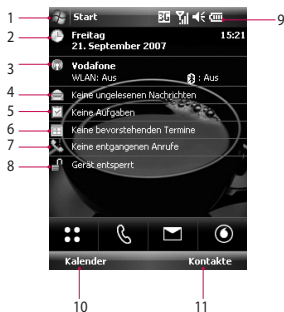 1 Start 9
2 Freitag 15:21
21. September 2007
3 Vodafone
WLAN: Aus : Aus
4 Keine ungelesenen Nachrichten
5 Keine Aufgaben
6 Keine bevorstehenden Termine
7 Keine entgangenen Anrufe
8 Gerät entsperrt
Kalender Kontakte
10 11